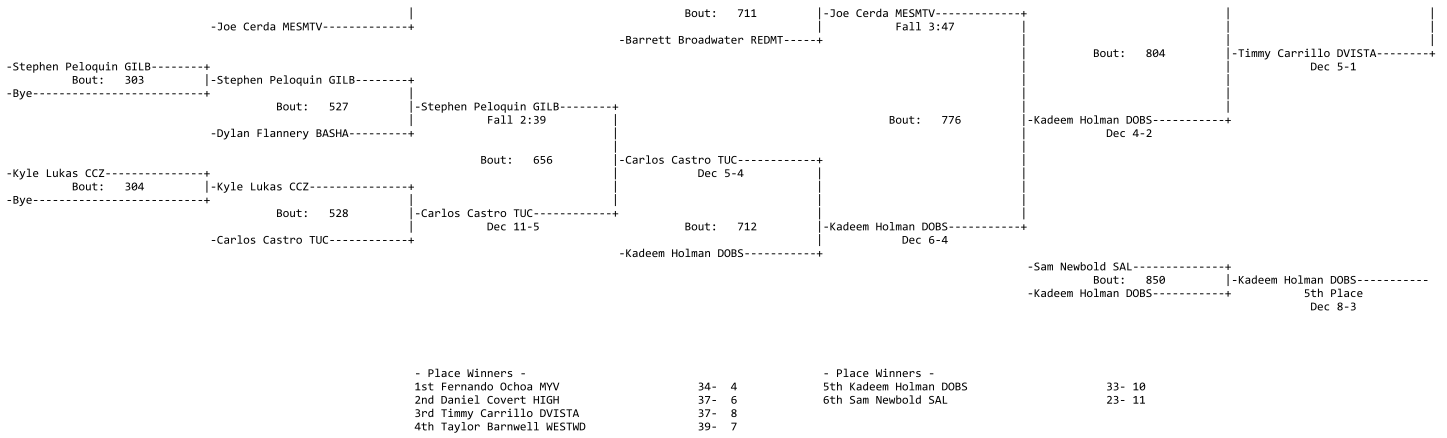 Bout: 711 -Joe Cerda MESMTV-------------+
-Joe Cerda MESMTV-------------+ Fall 3:47
-Barrett Broadwater REDMT-----+
Bout: 804 |-Timmy Carrillo DVISTA--------+
-Stephen Peloquin GILB--------+ Dec 5-1
Bout: 303 |-Stephen Peloquin GILB--------+
-Bye--------------------------+
Bout: 527 |-Stephen Peloquin GILB--------+
Fall 2:39 Bout: 776 |-Kadeem Holman DOBS-----------+
-Dylan Flannery BASHA---------+ Dec 4-2
Bout: 656 |-Carlos Castro TUC------------+
-Kyle Lukas CCZ---------------+ Dec 5-4
Bout: 304 |-Kyle Lukas CCZ---------------+
-Bye--------------------------+
Bout: 528 |-Carlos Castro TUC------------+
Dec 11-5 Bout: 712 |-Kadeem Holman DOBS-----------+
-Carlos Castro TUC------------+ Dec 6-4
-Kadeem Holman DOBS-----------+
-Sam Newbold SAL--------------+
Bout: 850 |-Kadeem Holman DOBS-----------
-Kadeem Holman DOBS-----------+ 5th Place
Dec 8-3
- Place Winners - - Place Winners -
1st Fernando Ochoa MYV 34- 4 5th Kadeem Holman DOBS 33- 10
2nd Daniel Covert HIGH 37- 6 6th Sam Newbold SAL 23- 11
3rd Timmy Carrillo DVISTA 37- 8
4th Taylor Barnwell WESTWD 39- 7